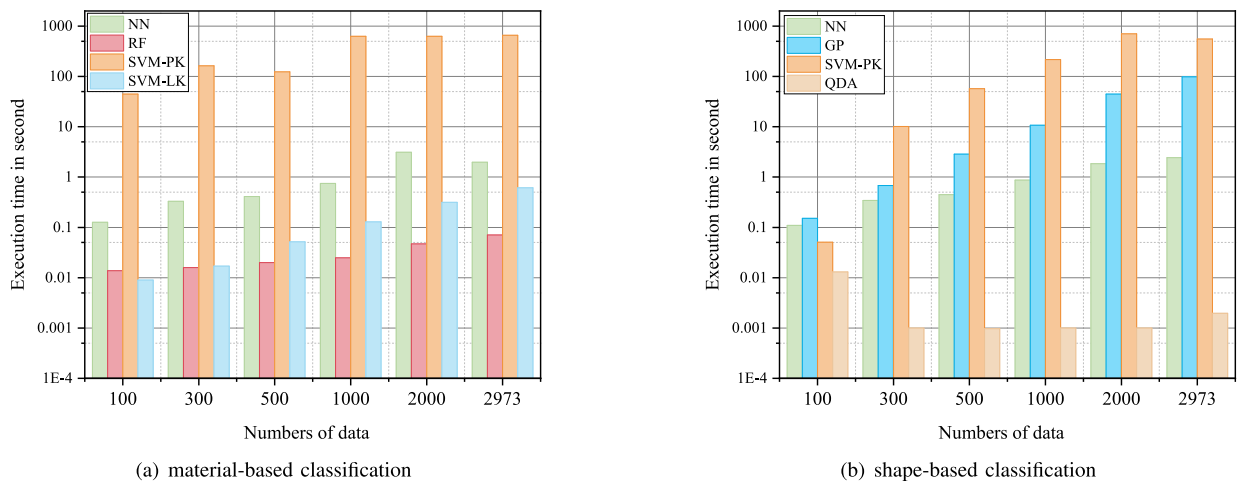 Execution time in second
1000
100
10
1
0.1
0.01
0.001
1E-4
NN
RF
SVM-PK
SVM-LK
100 300 500 1000 2000 2973
Numbers of data
(a) material-based classification
Execution time in second
1000
100
10
1
0.1
0.01
0.001
1E-4
NN
GP
SVM-PK
QDA
100 300 500 1000 2000 2973
Numbers of data
(b) shape-based classification